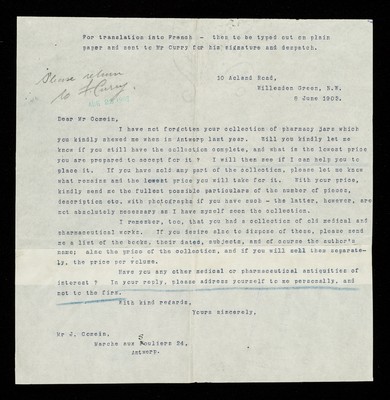 For translation into French - then to be typed out on plain
paper and sent to Mr Curry for his signature and despatch.
Please return
to F Curry.
10 Acland Road,
Willesden Green, N.W.
8 June 1903.
Dear Mr Comein,
I have not forgotten your collection of pharmacy jars which
you kindly showed me when in Antwerp last year. Will you kindly let me
know if you still have the collection complete, and what is the lowest price
you are prepared to accept for it ? I will then see if I can help you to
place it. If you have sold any part of the collection, please let me know
what remains and the lowest price you will take for it. With your price,
kindly send me the fullest possible particulars of the number of pieces,
description etc. with photographs if you have such - the latter, however, are
not absolutely necessary as I have myself seen the collection.
I remember, too, that you had a collection of old medical and
pharmaceutical works. If you desire also to dispose of these, please send
me a list of the books, their dates, subjects, and of course the author's
name; also the price of the collection, and if you will sell them separate-
ly, the price per volume.
Have you any other medical or pharmaceutical antiquities of
interest ? In your reply, please address yourself to me personally, and
not to the firm.
With kind regards,
Yours sincerely,
Mr J. Comein,
Marche aux Souliers 2d,
Antwerp.